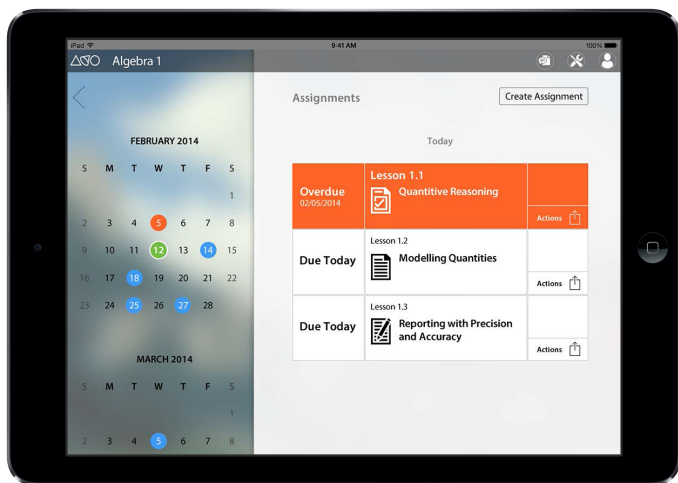 iPad 9:41 AM 100%
Algebra 1
Assignments Create Assignment
FEBRUARY 2014
Today
S M T W T F S
1
2 3 4 5 6 7 8
9 10 11 12 13 14 15
16 17 18 19 20 21 22
23 24 25 26 27 28
MARCH 2014
S M T W T F S
1
2 3 4 5 6 7 8
Overdue
02/05/2014
Lesson 1.1
Quantitive Reasoning
Actions
Due Today
Lesson 1.2
Modelling Quantities
Actions
Due Today
Lesson 1.3
Reporting with Precision
and Accuracy
Actions